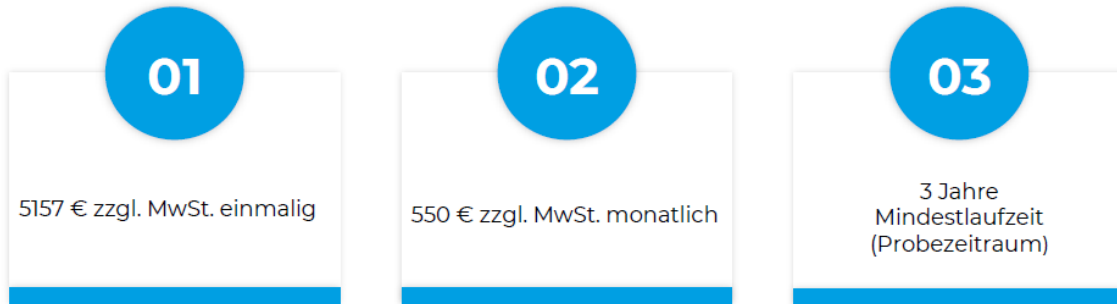 01
5157 € zzgl. MwSt. einmalig
02
550 € zzgl. MwSt. monatlich
03
3 Jahre
Mindestlaufzeit
(Probezeitraum)